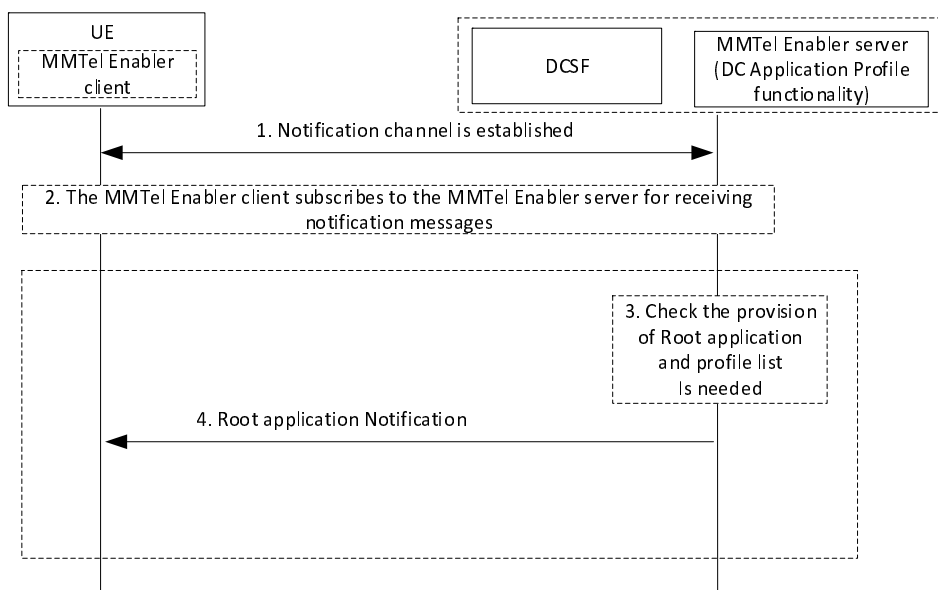 UE
MMTel Enabler
client
DCSF
MMTel Enabler server
(DC Application Profile
functionality)
1. Notification channel is established
2. The MMTel Enabler client subscribes to the MMTel Enabler server for receiving
notification messages
3. Check the provision
of Root application
and profile list
Is needed
4. Root application Notification